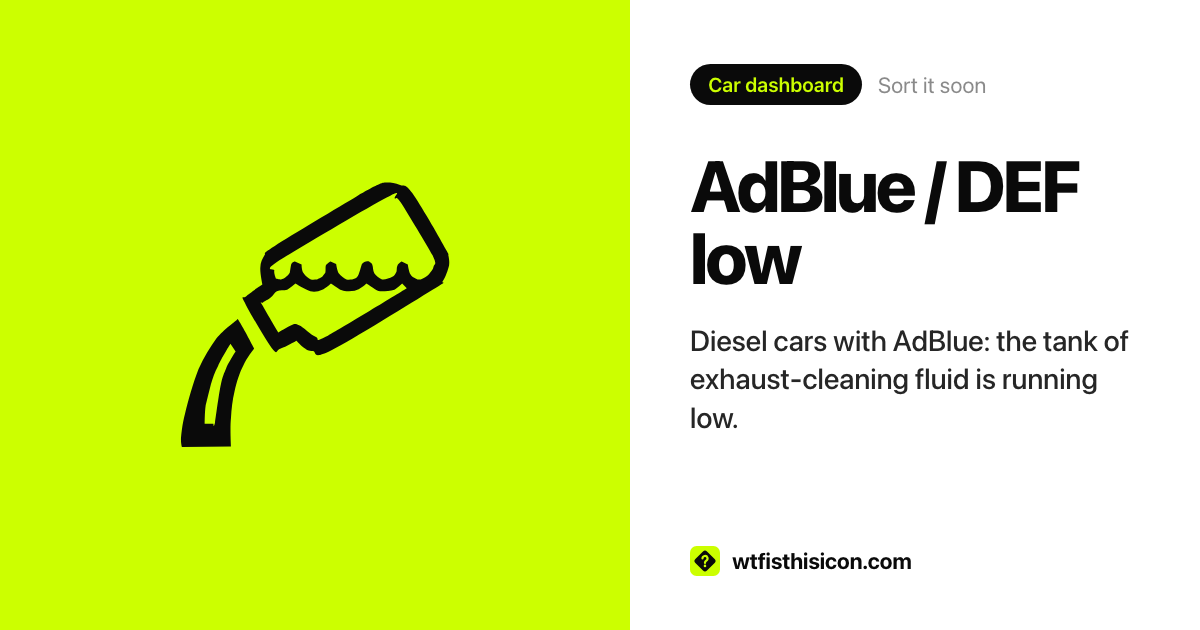 Car dashboard
Sort it soon
AdBlue / DEF
low
Diesel cars with AdBlue: the tank of
exhaust-cleaning fluid is running
low.
?
wtfisthisicon.com